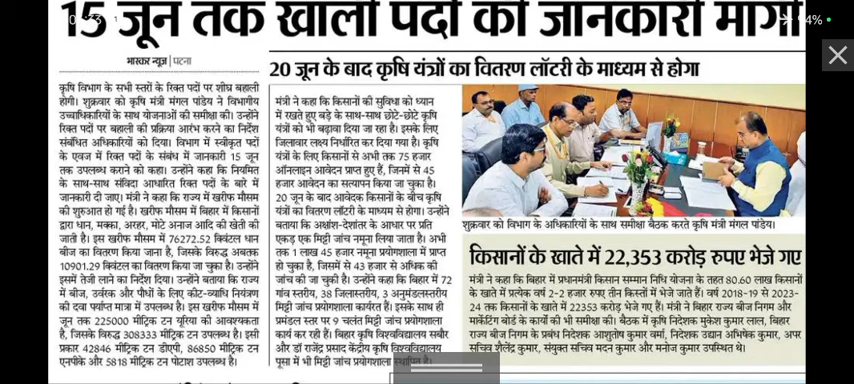 15 जून तक खाली पदों की जानकारी मांगी
भास्कर न्यूज | पटना
कृषि विभाग के सभी स्तरों के रिक्त पदों पर शीघ्र बहाली
होगी। शुक्रवार को कृषि मंत्री मंगल पांडेय ने विभागीय
उच्चाधिकारियों के साथ योजनाओं की समीक्षा की। उन्होंने
रिक्त पदों पर बहाली की प्रक्रिया आरंभ करने का निर्देश
संबंधित अधिकारियों को दिया। विभाग में स्वीकृत पदों
के एवज में रिक्त पदों के संबंध में जानकारी 15 जून
तक उपलब्ध कराने को कहा। उन्होंने कहा कि नियमित
के साथ-साथ संविदा आधारित रिक्त पदों के बारे में
जानकारी दी जाए। मंत्री ने कहा कि राज्य में खरीफ मौसम
की शुरुआत हो गई है। खरीफ मौसम में बिहार में किसानों
द्वारा धान, मक्का, अरहर, मोटे अनाज आदि की खेती की
जाती है। इस खरीफ मौसम में 76272.52 क्विंटल धान
बीज का वितरण किया जाना है, जिसके विरुद्ध अबतक
10901.29 क्विंटल का वितरण किया जा चुका है। उन्होंने
इसमें तेजी लाने का निर्देश दिया। उन्होंने बताया कि राज्य
में बीज, उर्वरक और पौधों के लिए कीट-व्याधि नियंत्रण
की दवा पर्याप्त मात्रा में उपलब्ध है। इस खरीफ मौसम में
जून तक 225000 मीट्रिक टन यूरिया की आवश्यकता
है, जिसके विरुद्ध 308333 मीट्रिक टन उपलब्ध है। इसी
प्रकार 42846 मीट्रिक टन डीएपी, 86850 मीट्रिक टन
एनपीके और 5818 मीट्रिक टन पोटाश उपलब्ध है।
20 जून के बाद कृषि यंत्रों का वितरण लॉटरी के माध्यम से होगा
मंत्री ने कहा कि किसानों की सुविधा को ध्यान
में रखते हुए बड़े के साथ-साथ छोटे-छोटे कृषि
यंत्रों को भी बढ़ावा दिया जा रहा है। इसके लिए
जिलावार लक्ष्य निर्धारित कर दिया गया है। कृषि
यंत्रों के लिए किसानों से अभी तक 75 हजार
ऑनलाइन आवेदन प्राप्त हुए हैं, जिनमें से 45
हजार आवेदन का सत्यापन किया जा चुका है।
20 जून के बाद आवेदक किसानों के बीच कृषि
यंत्रों का वितरण लॉटरी के माध्यम से होगा। उन्होंने
बताया कि अक्षांश-देशांतर के आधार पर प्रति
एकड़ एक मिट्टी जांच नमूना लिया जाता है। अभी
तक 1 लाख 45 हजार नमूना प्रयोगशाला में प्राप्त
हो चुका है, जिसमें से 43 हजार से अधिक की
जांच की जा चुकी है। उन्होंने कहा कि बिहार में 72
गांव स्तरीय, 38 जिलास्तरीय, 3 अनुमंडलस्तरीय
मिट्टी जांच प्रयोगशाला कार्यरत हैं। इसके साथ ही
प्रमंडल स्तर पर 9 चलंत मिट्टी जांच प्रयोगशाला
कार्य कर रही हैं। बिहार कृषि विश्वविद्यालय सबौर
और डॉ राजेंद्र प्रसाद केंद्रीय कृषि विश्वविद्यालय
पूसा में भी मिट्टी जांच प्रयोगशाला स्थापित है।
शुक्रवार को विभाग के अधिकारियों के साथ समीक्षा बैठक करते कृषि मंत्री मंगल पांडेय।
किसानों के खाते में 22,353 करोड़ रुपए भेजे गए
मंत्री ने कहा कि बिहार में प्रधानमंत्री किसान सम्मान निधि योजना के तहत 80.60 लाख किसानों
के खाते में प्रत्येक वर्ष 2-2 हजार रुपए तीन किस्तों में भेजे जाते हैं। वर्ष 2018-19 से 2023-
24 तक किसानों के खाते में 22353 करोड़ भेजे गए हैं। मंत्री ने बिहार राज्य बीज निगम और
मार्केटिंग बोर्ड के कार्यों की भी समीक्षा की। बैठक में कृषि निदेशक मुकेश कुमार लाल, बिहार
राज्य बीज निगम के प्रबंध निदेशक आशुतोष कुमार वर्मा, निदेशक उद्यान अभिषेक कुमार, अपर
सचिव शैलेंद्र कुमार, संयुक्त सचिव मदन कुमार और मनोज कुमार उपस्थित थे।